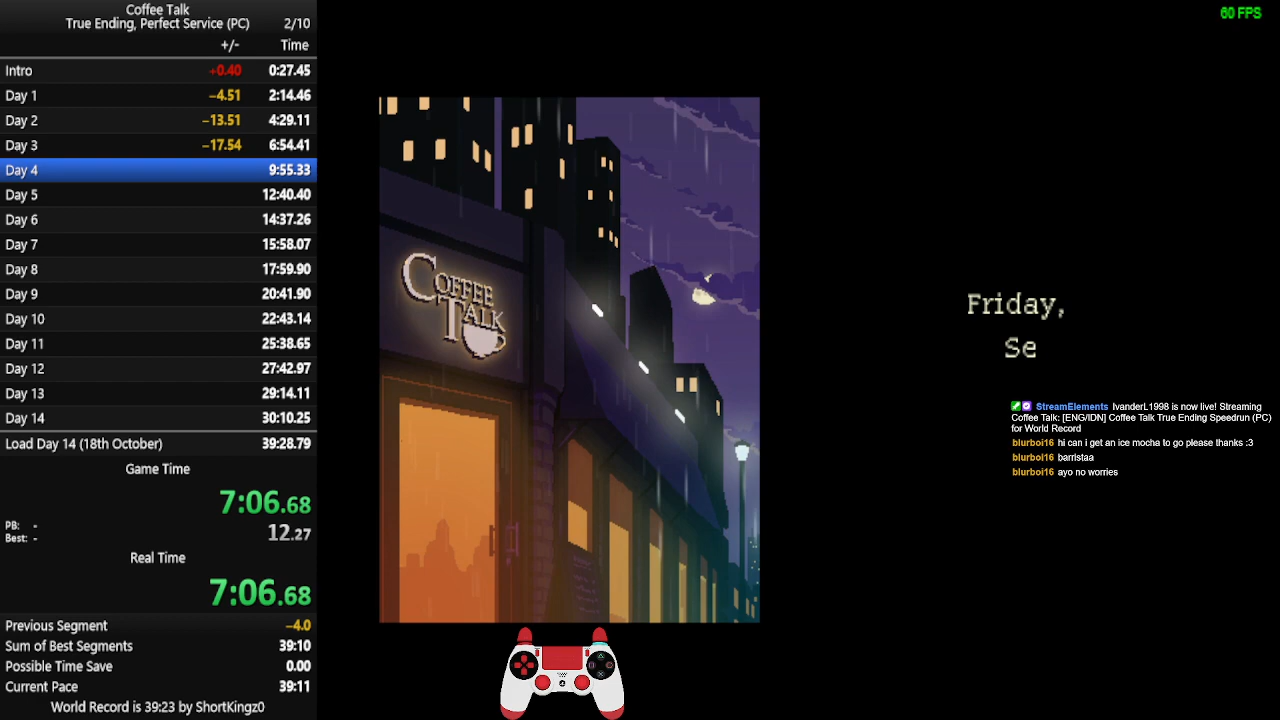 Coffee Talk
True Ending, Perfect Service (PC) 2/10
+/- Time
Intro +0.40 0:27.45
Day 1 −4.51 2:14.46
Day 2 −13.51 4:29.11
Day 3 −17.54 6:54.41
Day 4 9:55.33
Day 5 12:40.40
Day 6 14:37.26
Day 7 15:58.07
Day 8 17:59.90
Day 9 20:41.90
Day 10 22:43.14
Day 11 25:38.65
Day 12 27:42.97
Day 13 29:14.11
Day 14 30:10.25
Load Day 14 (18th October) 39:28.79
Game Time
7:06.68
PB: - 12.27
Best: -
Real Time
7:06.68
Previous Segment −4.0
Sum of Best Segments 39:10
Possible Time Save 0.00
Current Pace 39:11
World Record is 39:23 by ShortKingz0
COFFEE
TALK
60 FPS
Friday,
Se
StreamElements IvanderL1998 is now live! Streaming
Coffee Talk: [ENG/IDN] Coffee Talk True Ending Speedrun (PC)
for World Record
blurboi16 hi can i get an ice mocha to go please thanks :3
blurboi16 barristaa
blurboi16 ayo no worries